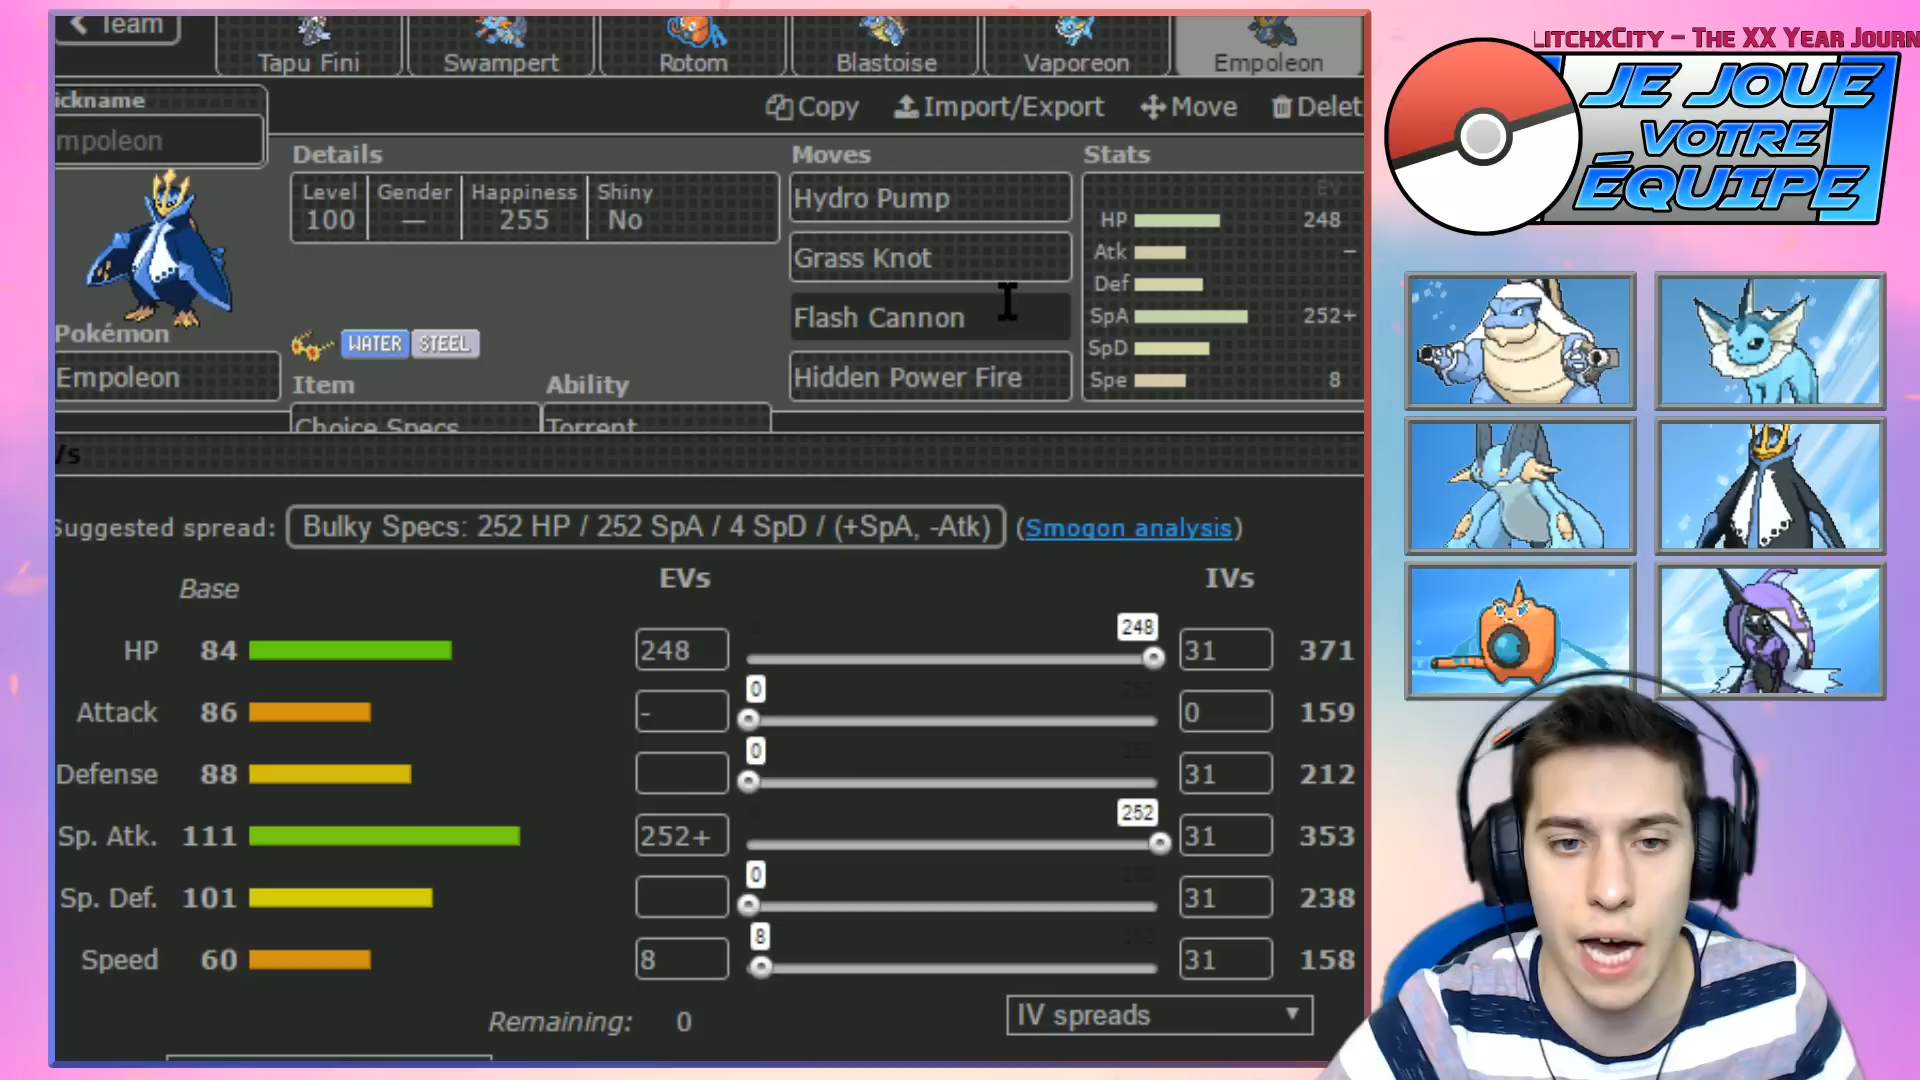 Team
Tapu Fini
Swampert
Rotom
Blastoise
Vaporeon
Empoleon
LITCHXCITY - THE XX YEAR JOURN
JE JOUE
VOTRE
ÉQUIPE
ickname
mpoleon
Copy
Import/Export
Move
Delet
Details
Level
100
Gender
—
Happiness
255
Shiny
No
Moves
Hydro Pump
Grass Knot
Flash Cannon
Hidden Power Fire
Stats
EV
HP 248
Atk –
Def
SpA 252+
SpD
Spe 8
Pokémon
Empoleon
WATER STEEL
Item
Choice Specs
Ability
Torrent
Vs
Suggested spread: Bulky Specs: 252 HP / 252 SpA / 4 SpD / (+SpA, -Atk) (Smogon analysis)
Base EVs IVs
HP 84 248 248 31 371
Attack 86 - 0 0 159
Defense 88 0 31 212
Sp. Atk. 111 252+ 252 31 353
Sp. Def. 101 0 31 238
Speed 60 8 8 31 158
Remaining: 0
IV spreads